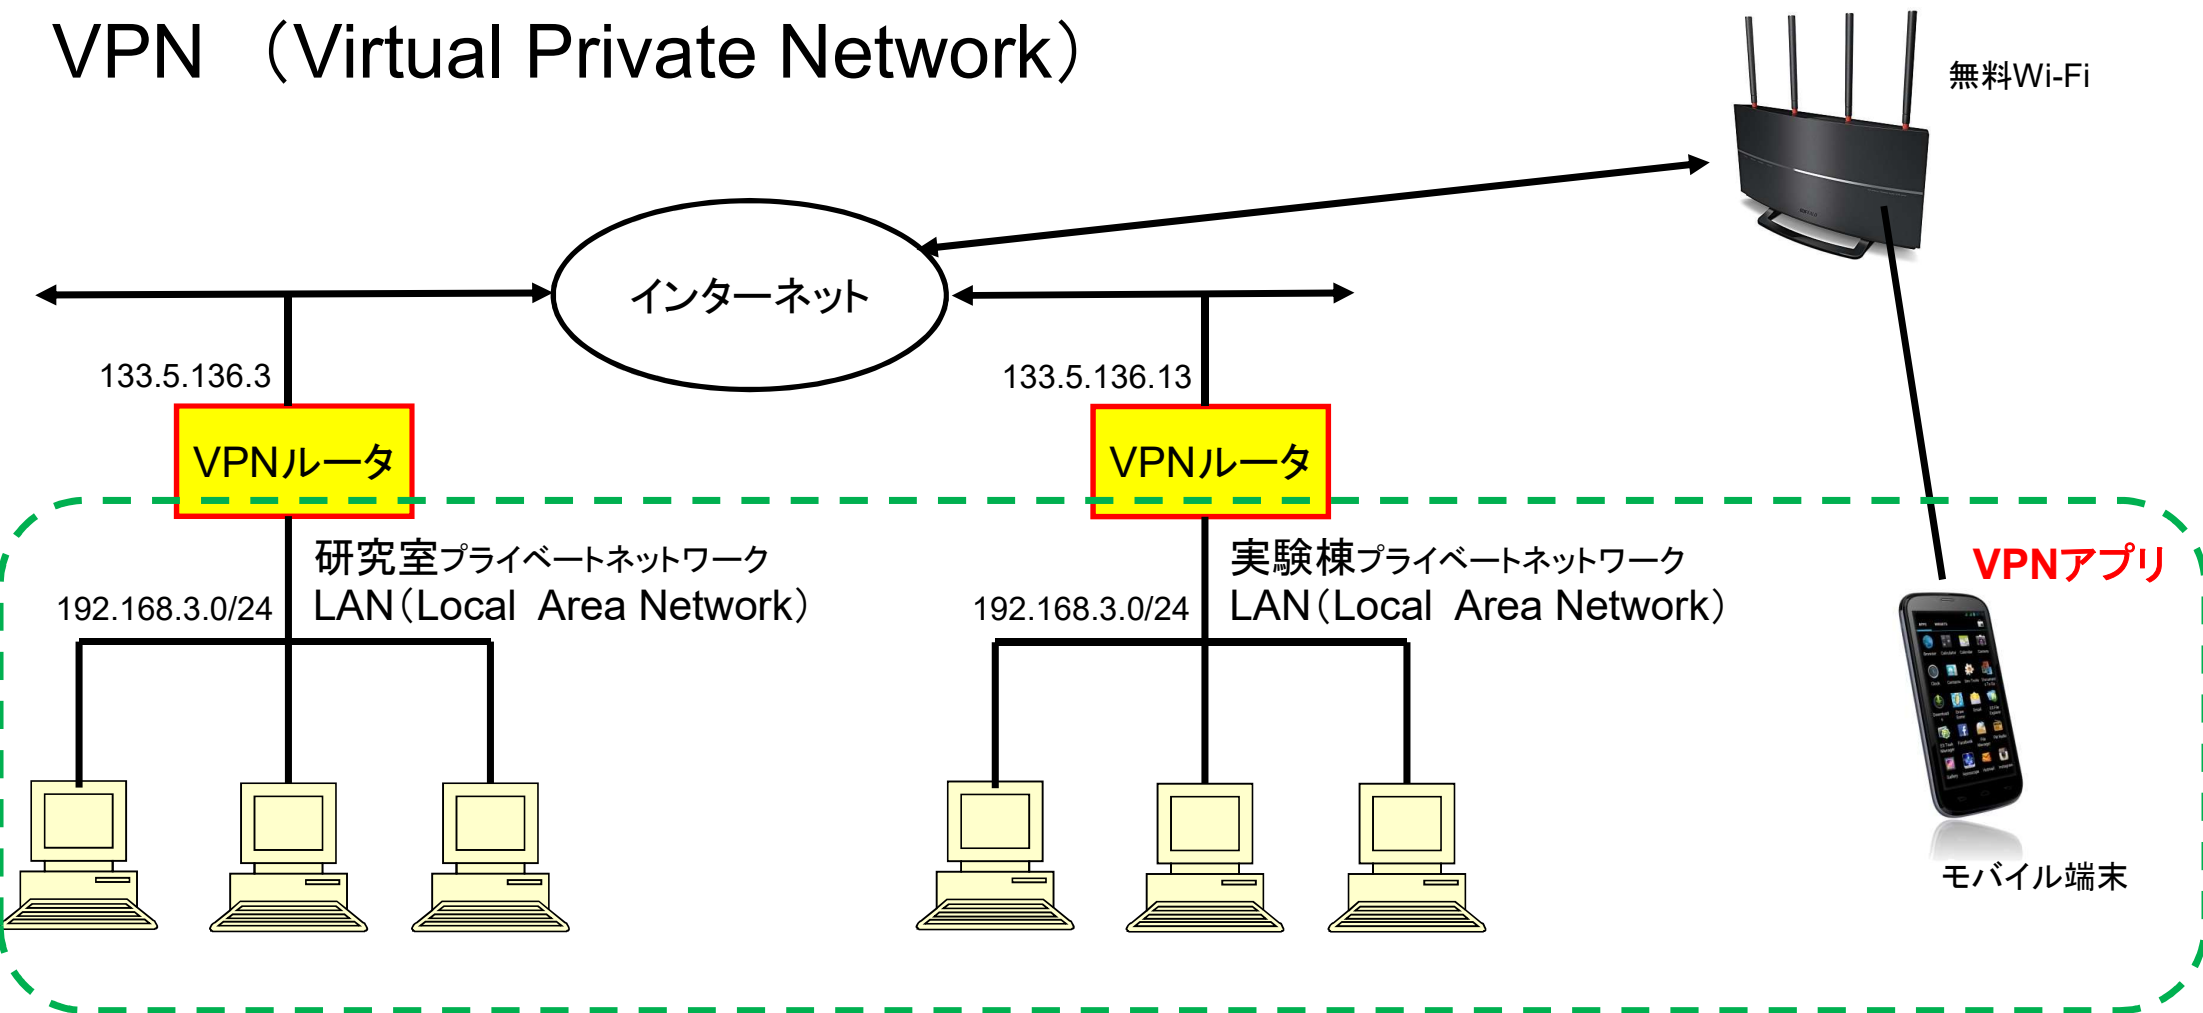 VPN （Virtual Private Network）
無料Wi-Fi
インターネット
133.5.136.3
133.5.136.13
VPNルータ
VPNルータ
研究室プライベートネットワーク
LAN（Local Area Network）
192.168.3.0/24
実験棟プライベートネットワーク
LAN（Local Area Network）
192.168.3.0/24
VPNアプリ
モバイル端末